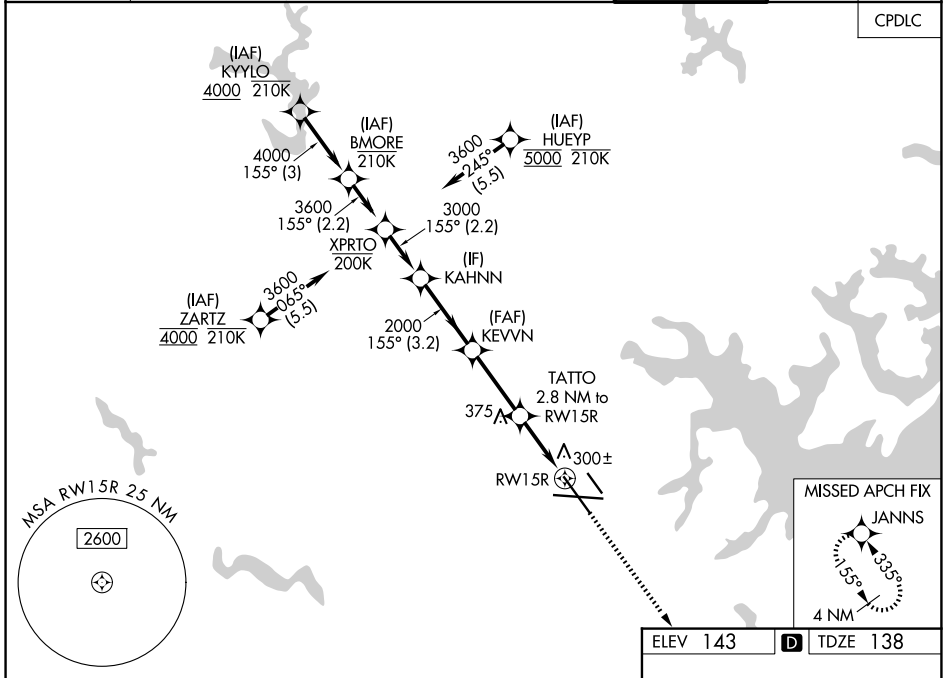 CPDLC
(IAF)
KYYLO
4000 210K
(IAF)
BMORE
210K
(IAF)
HUEYP
5000 210K
3600
245°
(5.5)
4000
155° (3)
3600
155° (2.2)
3000
155° (2.2)
XPRTO
200K
(IF)
KAHNN
3600
065°
(5.5)
(IAF)
ZARTZ
4000 210K
2000
155° (3.2)
(FAF)
KEVVN
TATTO
2.8 NM to
RW15R
375
300±
RW15R
MSA RW15R 25 NM
2600
MISSED APCH FIX
JANNS
155°
335°
4 NM
ELEV 143 D TDZE 138